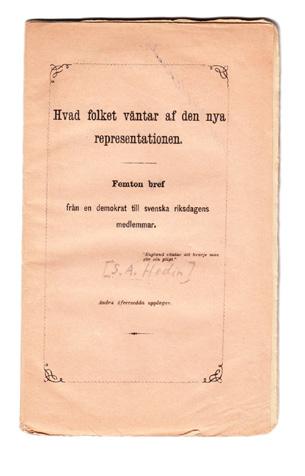 Hvad folket väntar af den nya
representationen.
Femton bref
från en demokrat till svenska riksdagens
medlemmar.
"England väntar att hvarje man
gör sin pligt."
[S. A. Hedin]
Andra öfversedda upplagan.